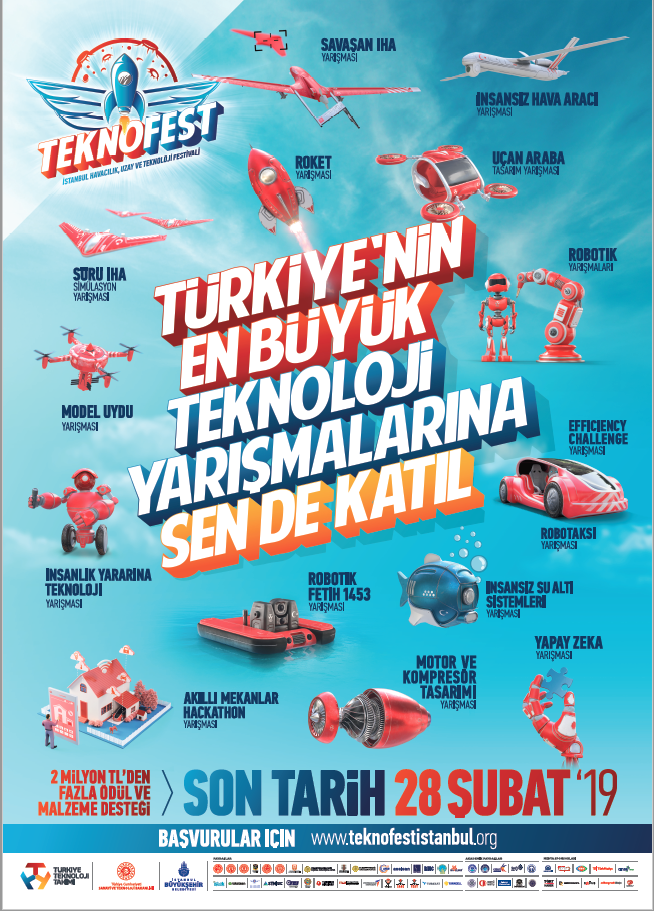 TEKNOFEST
İSTANBUL HAVACILIK, UZAY VE TEKNOLOJİ FESTİVALİ
SAVAŞAN İHA
YARIŞMASI
İNSANSIZ HAVA ARACI
YARIŞMASI
ROKET
YARIŞMASI
UÇAN ARABA
TASARIM YARIŞMASI
SÜRÜ İHA
SİMÜLASYON
YARIŞMASI
ROBOTİK
YARIŞMALARI
TÜRKİYE'NİN
EN BÜYÜK
TEKNOLOJİ
YARIŞMALARINA
SEN DE KATIL
MODEL UYDU
YARIŞMASI
EFFICIENCY
CHALLENGE
YARIŞMASI
ROBOTAKSİ
YARIŞMASI
İNSANLIK YARARINA
TEKNOLOJİ
YARIŞMASI
ROBOTİK
FETİH 1453
YARIŞMASI
İNSANSIZ SU ALTI
SİSTEMLERİ
YARIŞMASI
YAPAY ZEKA
YARIŞMASI
MOTOR VE
KOMPRESÖR
TASARIMI
YARIŞMASI
AKILLI MEKANLAR
HACKATHON
YARIŞMASI
2 MİLYON TL'DEN
FAZLA ÖDÜL VE
MALZEME DESTEĞİ
SON TARİH 28 ŞUBAT '19
BAŞVURULAR İÇİN www.teknofestistanbul.org
TÜRKİYE
TEKNOLOJİ
TAKIMI
İSTANBUL
BÜYÜKŞEHİR
BELEDİYESİ